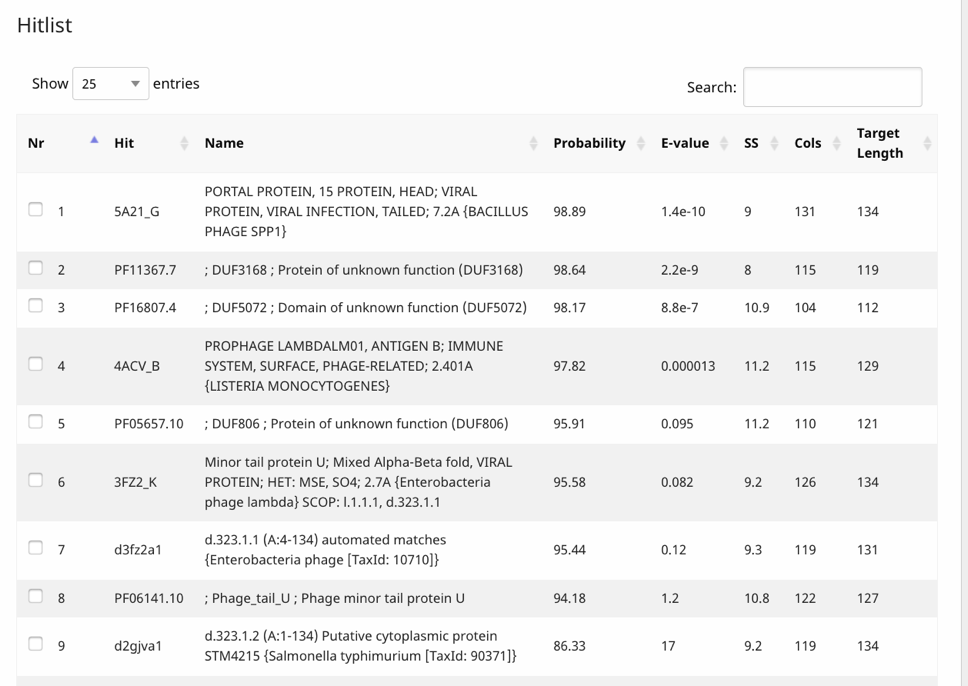 Hitlist
Show 25 entries
Search:
Nr Hit Name Probability E-value SS Cols Target Length
1 5A21_G PORTAL PROTEIN, 15 PROTEIN, HEAD; VIRAL PROTEIN, VIRAL INFECTION, TAILED; 7.2A {BACILLUS PHAGE SPP1} 98.89 1.4e-10 9 131 134
2 PF11367.7 ; DUF3168 ; Protein of unknown function (DUF3168) 98.64 2.2e-9 8 115 119
3 PF16807.4 ; DUF5072 ; Domain of unknown function (DUF5072) 98.17 8.8e-7 10.9 104 112
4 4ACV_B PROPHAGE LAMBDALM01, ANTIGEN B; IMMUNE SYSTEM, SURFACE, PHAGE-RELATED; 2.401A {LISTERIA MONOCYTOGENES} 97.82 0.000013 11.2 115 129
5 PF05657.10 ; DUF806 ; Protein of unknown function (DUF806) 95.91 0.095 11.2 110 121
6 3FZ2_K Minor tail protein U; Mixed Alpha-Beta fold, VIRAL PROTEIN; HET: MSE, SO4; 2.7A {Enterobacteria phage lambda} SCOP: l.1.1.1, d.323.1.1 95.58 0.082 9.2 126 134
7 d3fz2a1 d.323.1.1 (A:4-134) automated matches {Enterobacteria phage [TaxId: 10710]} 95.44 0.12 9.3 119 131
8 PF06141.10 ; Phage_tail_U ; Phage minor tail protein U 94.18 1.2 10.8 122 127
9 d2gjva1 d.323.1.2 (A:1-134) Putative cytoplasmic protein STM4215 {Salmonella typhimurium [TaxId: 90371]} 86.33 17 9.2 119 134